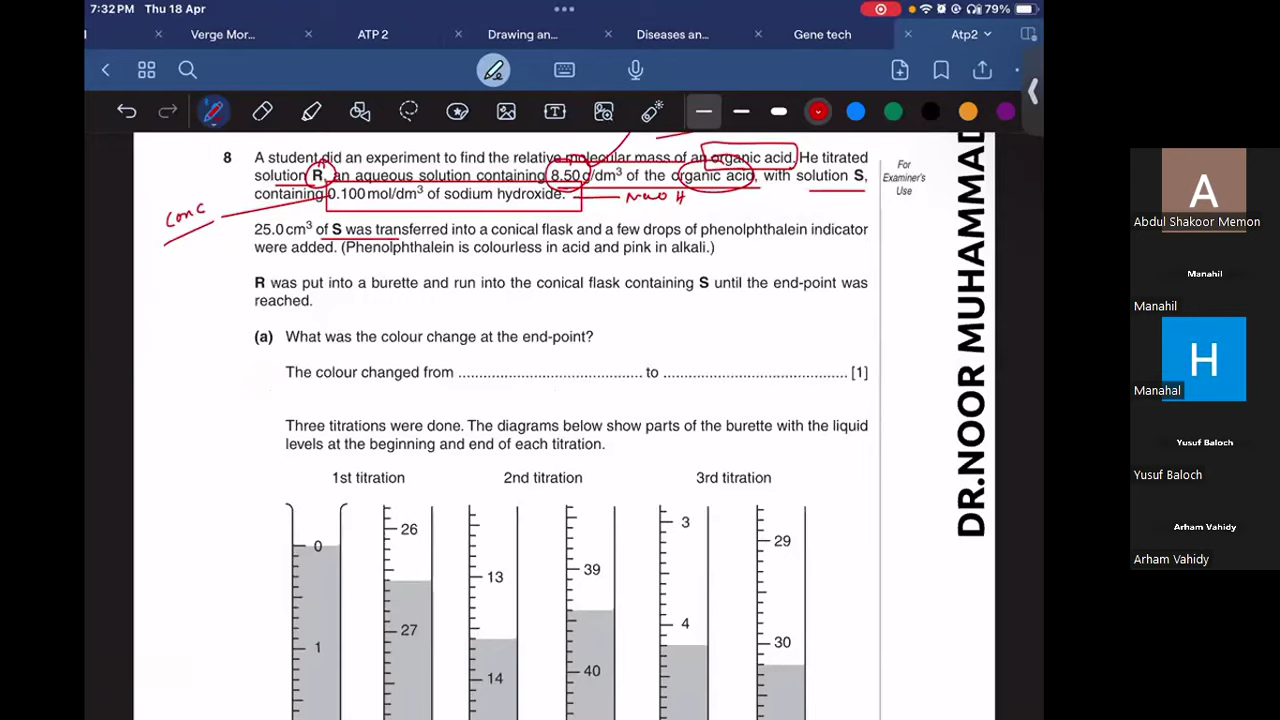 7:32 PM Thu 18 Apr
79%
Verge Mor...
ATP 2
Drawing an...
Diseases an...
Gene tech
Atp2
8 A student did an experiment to find the relative molecular mass of an organic acid. He titrated
solution R, an aqueous solution containing 8.50 g/dm³ of the organic acid, with solution S,
containing 0.100 mol/dm³ of sodium hydroxide.
NaoH
conc
For
Examiner's
Use
25.0 cm³ of S was transferred into a conical flask and a few drops of phenolphthalein indicator
were added. (Phenolphthalein is colourless in acid and pink in alkali.)
R was put into a burette and run into the conical flask containing S until the end-point was
reached.
(a) What was the colour change at the end-point?
The colour changed from ........................................... to ........................................... [1]
Three titrations were done. The diagrams below show parts of the burette with the liquid
levels at the beginning and end of each titration.
1st titration 2nd titration 3rd titration
0
1
26
27
13
14
39
40
3
4
29
30
DR.NOOR MUHAMMAD
A
Abdul Shakoor Memon
Manahil
Manahil
H
Manahal
Yusuf Baloch
Yusuf Baloch
Arham Vahidy
Arham Vahidy